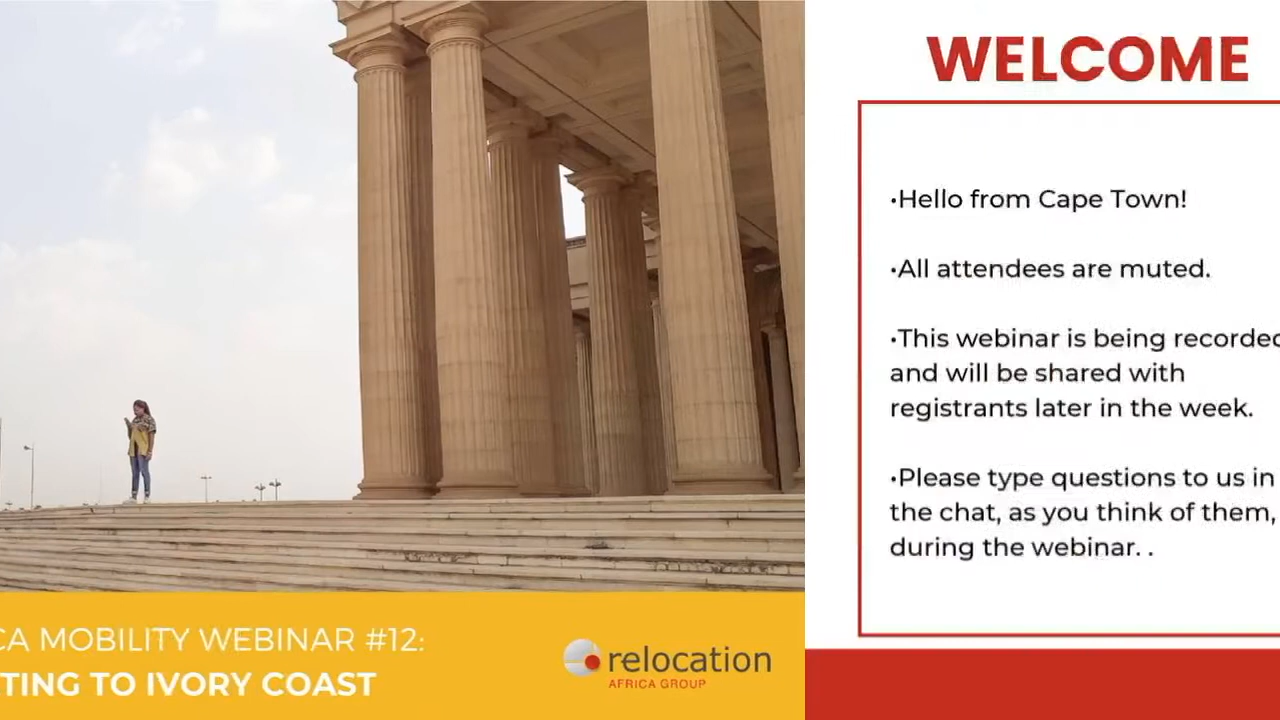 CA MOBILITY WEBINAR #12:
TING TO IVORY COAST
relocation
AFRICA GROUP
WELCOME
•Hello from Cape Town!
•All attendees are muted.
•This webinar is being recorded
and will be shared with
registrants later in the week.
•Please type questions to us in
the chat, as you think of them,
during the webinar. .